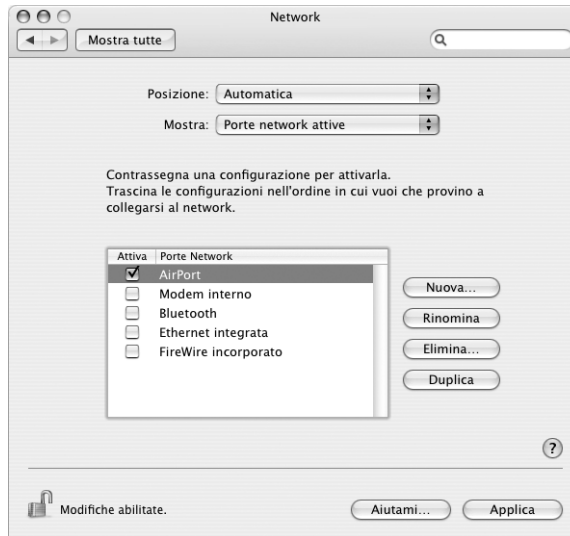 Network
Mostra tutte
Posizione: Automatica
Mostra: Porte network attive
Contrassegna una configurazione per attivarla.
Trascina le configurazioni nell'ordine in cui vuoi che provino a
collegarsi al network.
Attiva Porte Network
AirPort
Modem interno
Bluetooth
Ethernet integrata
FireWire incorporato
Nuova...
Rinomina
Elimina...
Duplica
?
Modifiche abilitate.
Aiutami...
Applica